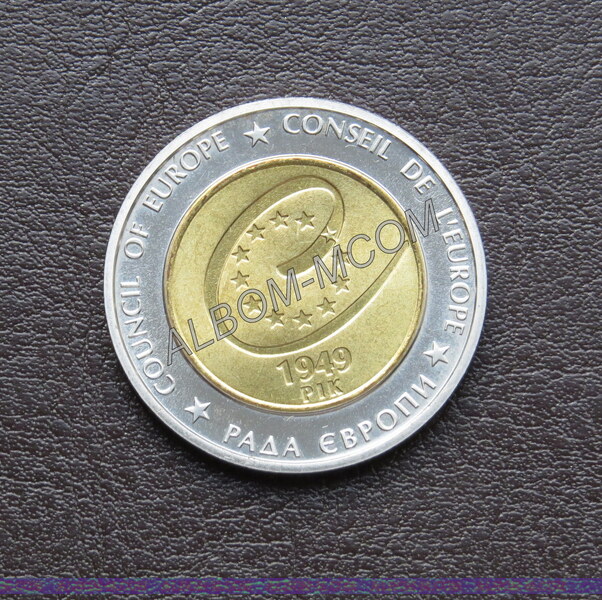 COUNCIL OF EUROPE ★ CONSEIL DE L'EUROPE ★
РАДА ЄВРОПИ ★
1949
РІК
ALBOM-MCOM